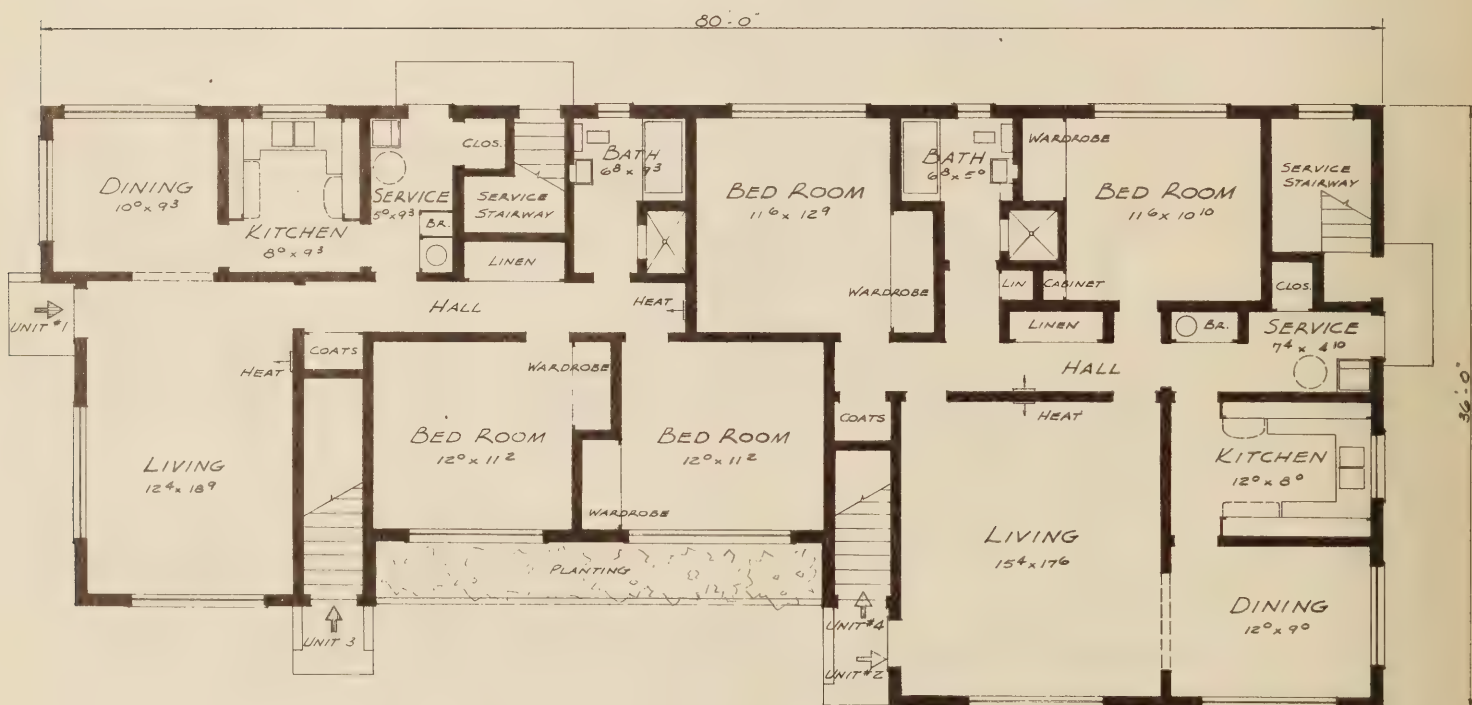 80'-0"
DINING
10⁰ x 9³
KITCHEN
8⁰ x 9³
SERVICE
5⁰ x 9³
BR.
CLOS.
SERVICE
STAIRWAY
LINEN
BATH
6⁸ x 9³
BED ROOM
11⁶ x 12⁹
WARDROBE
BATH
6⁸ x 5⁰
WARDROBE
BED ROOM
11⁶ x 10¹⁰
SERVICE
STAIRWAY
LIN
CABINET
CLOS.
UNIT #1
HALL
HEAT
LINEN
BR.
SERVICE
7⁴ x 4¹⁰
COATS
HEAT
WARDROBE
HALL
HEAT
36'-0"
LIVING
12⁴ x 18⁹
BED ROOM
12⁰ x 11²
BED ROOM
12⁰ x 11²
WARDROBE
COATS
KITCHEN
12⁰ x 8⁰
LIVING
15⁴ x 17⁶
PLANTING
DINING
12⁰ x 9⁰
UNIT 3
UNIT #4
UNIT #2